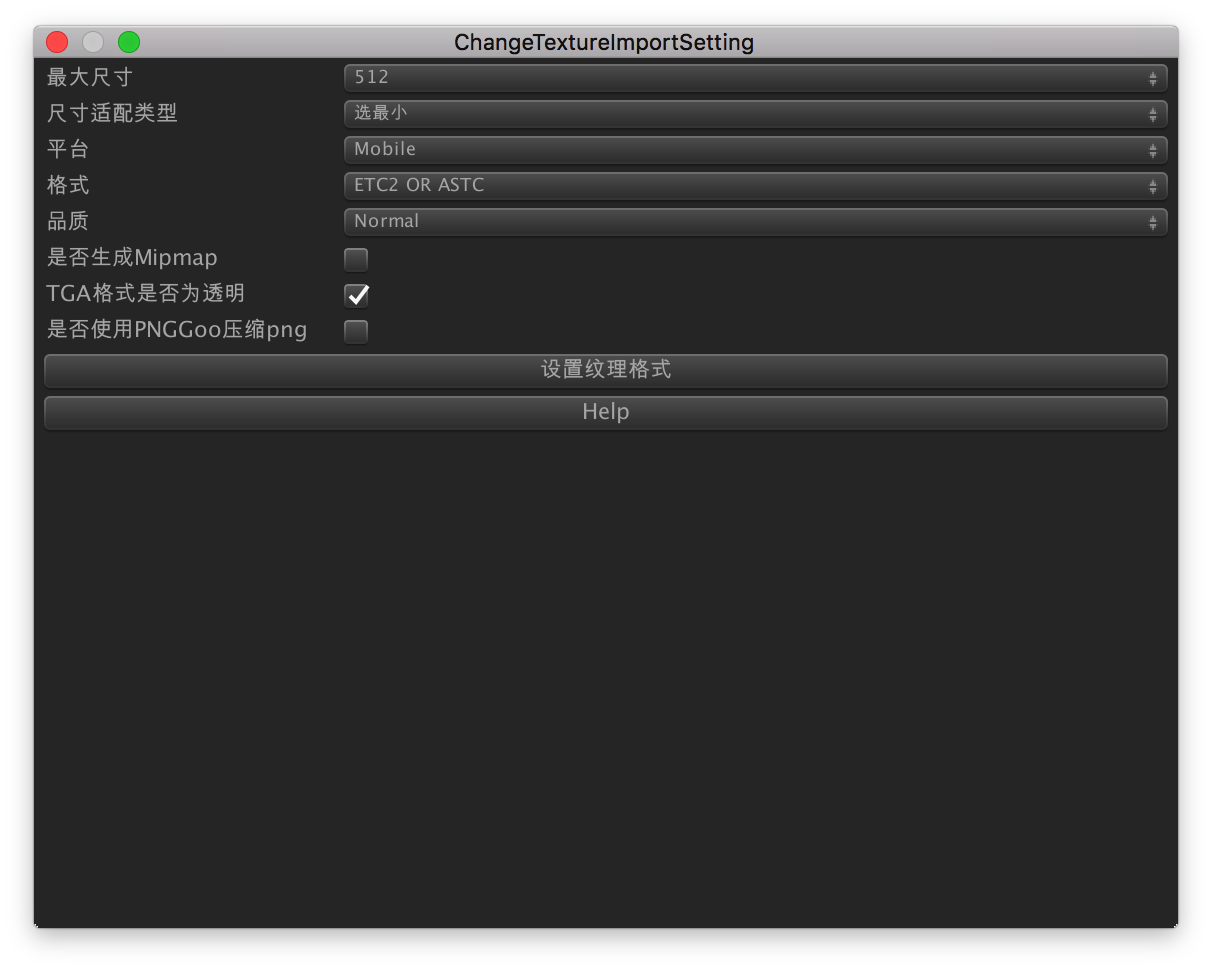 ChangeTextureImportSetting
最大尺寸 512
尺寸适配类型 选最小
平台 Mobile
格式 ETC2 OR ASTC
品质 Normal
是否生成Mipmap
TGA格式是否为透明
是否使用PNGGoo压缩png
设置纹理格式
Help